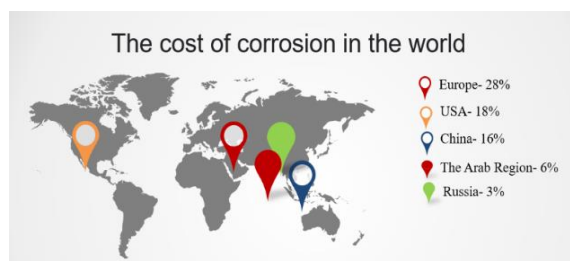 The cost of corrosion in the world
Europe- 28%
USA- 18%
China- 16%
The Arab Region- 6%
Russia- 3%